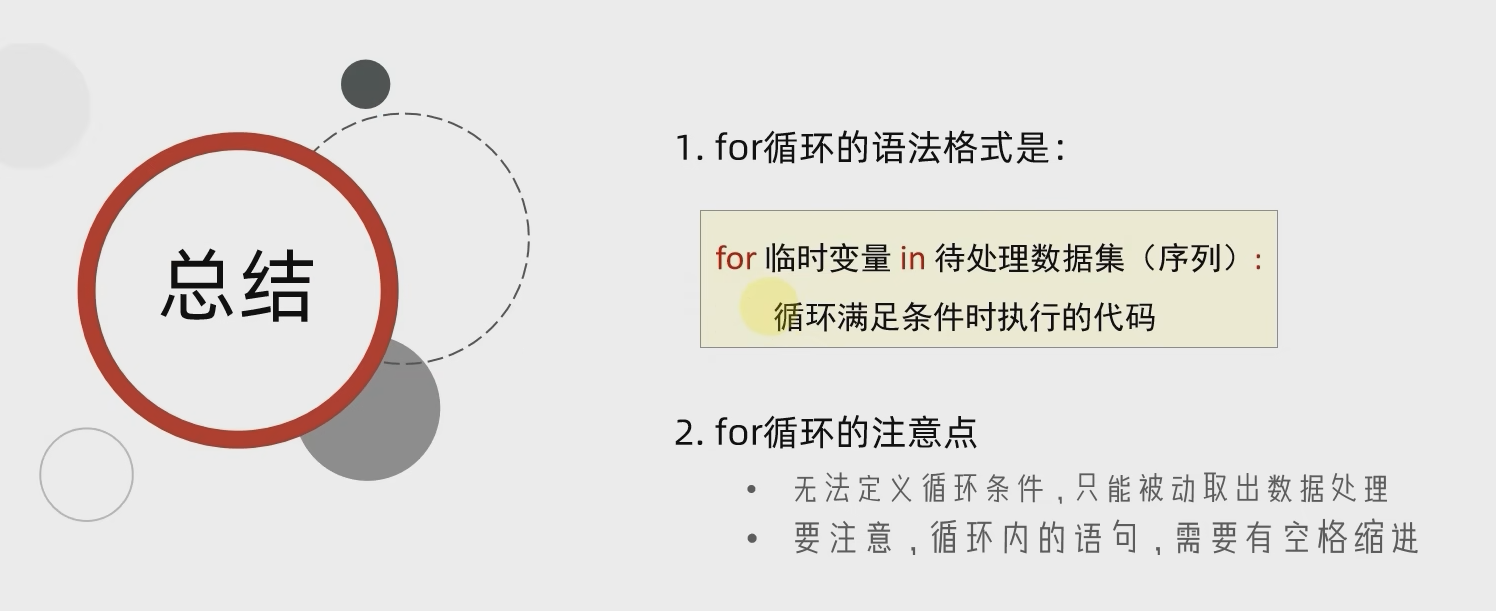 总结
1. for循环的语法格式是：
for 临时变量 in 待处理数据集（序列）:
循环满足条件时执行的代码
2. for循环的注意点
• 无法定义循环条件,只能被动取出数据处理
• 要注意,循环内的语句,需要有空格缩进